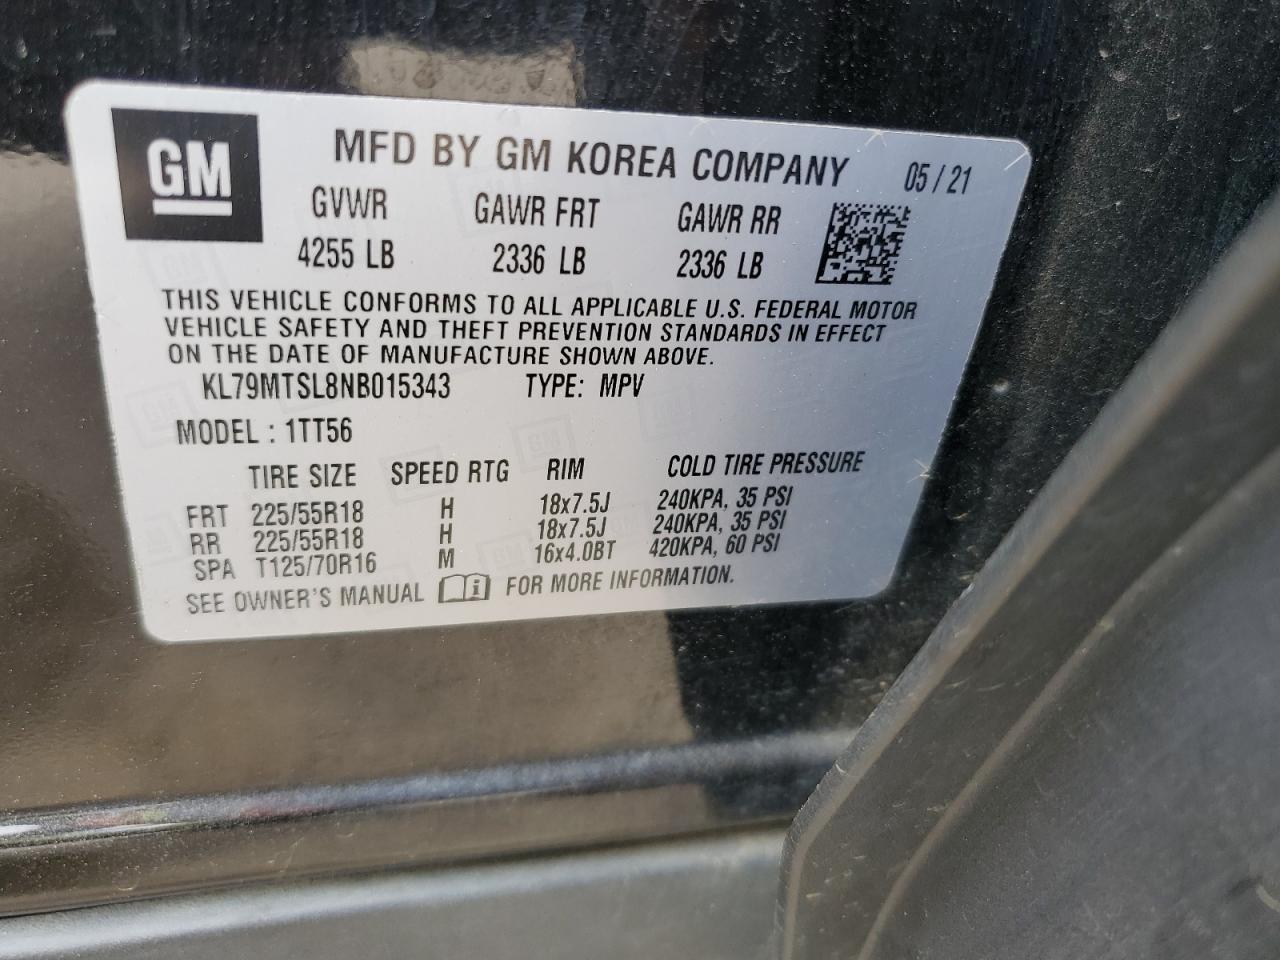 GM
MFD BY GM KOREA COMPANY 05/21
GVWR GAWR FRT GAWR RR
4255 LB 2336 LB 2336 LB
THIS VEHICLE CONFORMS TO ALL APPLICABLE U.S. FEDERAL MOTOR
VEHICLE SAFETY AND THEFT PREVENTION STANDARDS IN EFFECT
ON THE DATE OF MANUFACTURE SHOWN ABOVE.
KL79MTSL8NB015343 TYPE: MPV
MODEL : 1TT56
TIRE SIZE SPEED RTG RIM COLD TIRE PRESSURE
FRT 225/55R18 H 18x7.5J 240KPA, 35 PSI
RR 225/55R18 H 18x7.5J 240KPA, 35 PSI
SPA T125/70R16 M 16x4.0BT 420KPA, 60 PSI
SEE OWNER'S MANUAL FOR MORE INFORMATION.